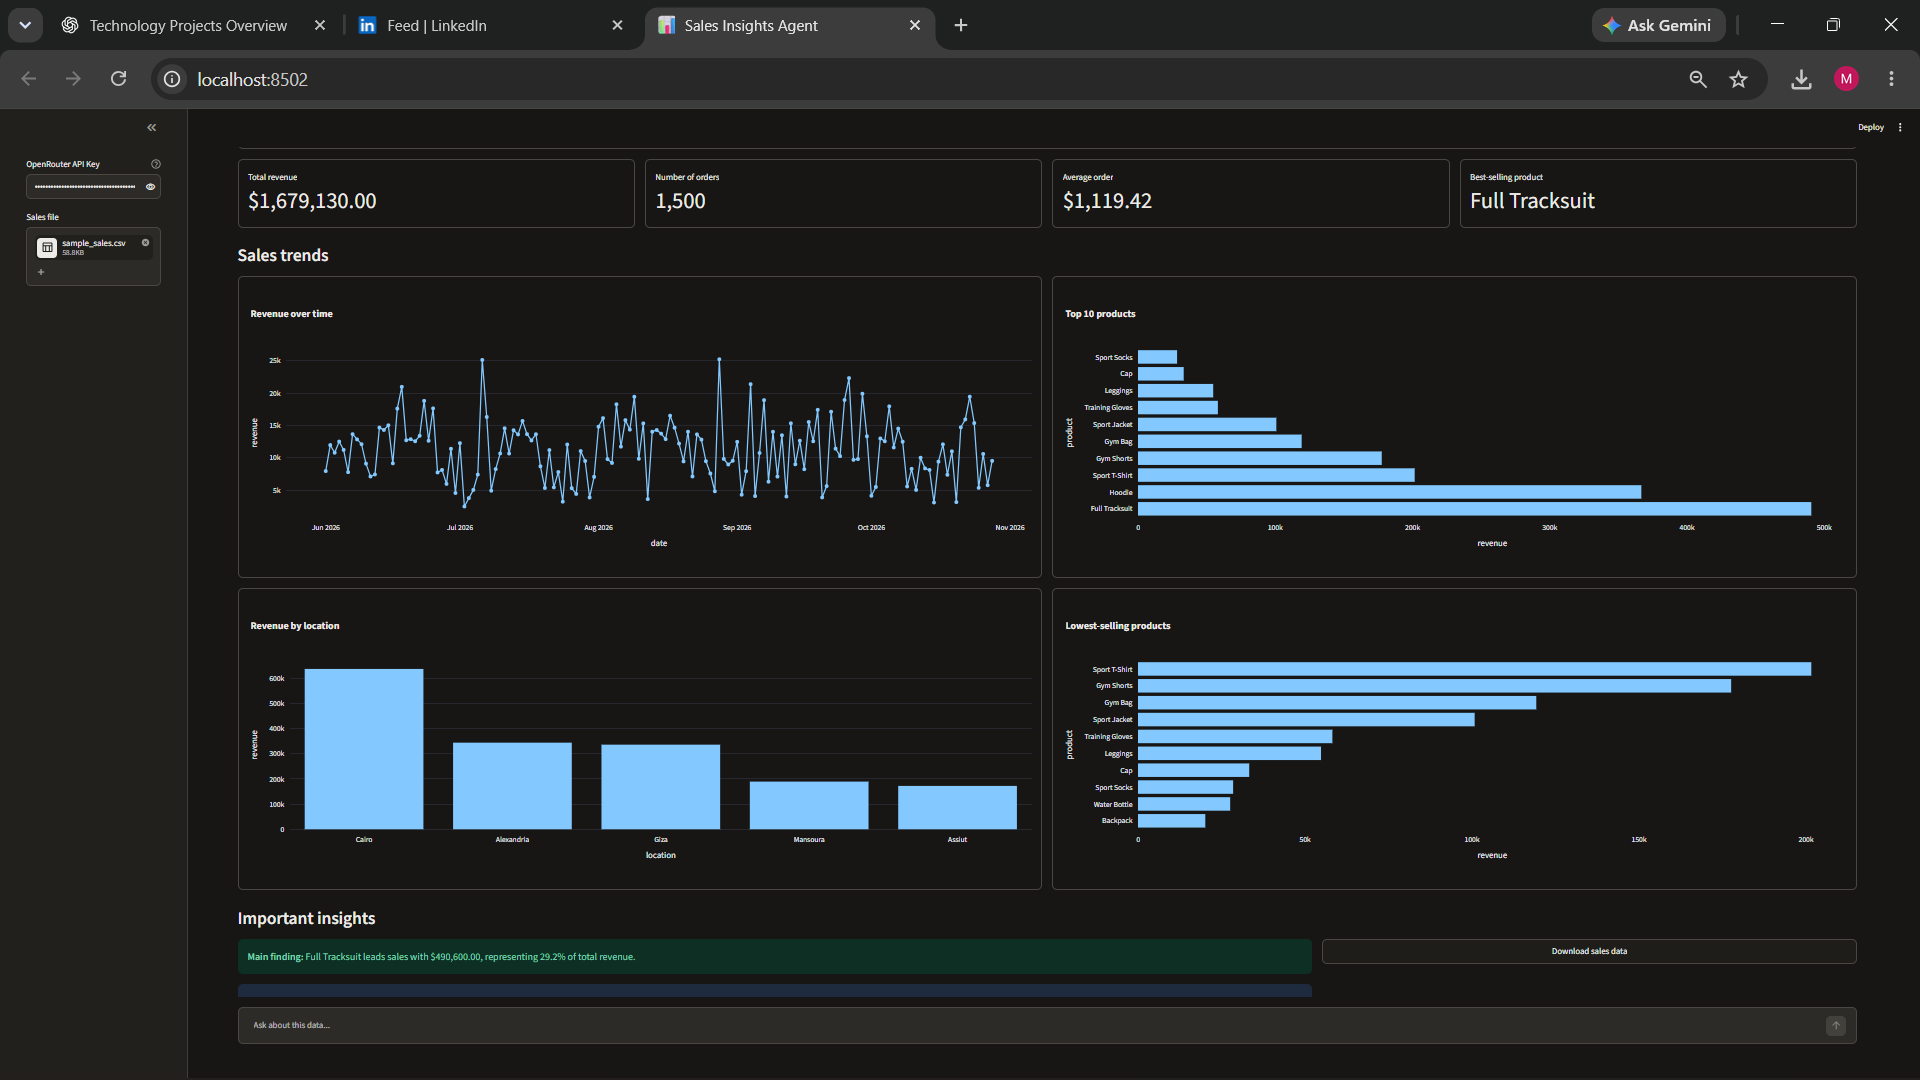 Technology Projects Overview
Feed | LinkedIn
Sales Insights Agent
Ask Gemini
localhost:8502
M
Deploy
OpenRouter API Key
Sales file
sample_sales.csv
58.8KB
Total revenue
$1,679,130.00
Number of orders
1,500
Average order
$1,119.42
Best-selling product
Full Tracksuit
Sales trends
Revenue over time
25k
20k
15k
10k
5k
revenue
Jun 2026
Jul 2026
Aug 2026
Sep 2026
Oct 2026
Nov 2026
date
Top 10 products
Sport Socks
Cap
Leggings
Training Gloves
Sport Jacket
Gym Bag
Gym Shorts
Sport T-Shirt
Hoodie
Full Tracksuit
product
0
100k
200k
300k
400k
500k
revenue
Revenue by location
600k
500k
400k
300k
200k
100k
0
revenue
Cairo
Alexandria
Giza
Mansoura
Assiut
location
Lowest-selling products
Sport T-Shirt
Gym Shorts
Gym Bag
Sport Jacket
Training Gloves
Leggings
Cap
Sport Socks
Water Bottle
Backpack
product
0
50k
100k
150k
200k
revenue
Important insights
Main finding: Full Tracksuit leads sales with $490,600.00, representing 29.2% of total revenue.
Download sales data
Ask about this data...